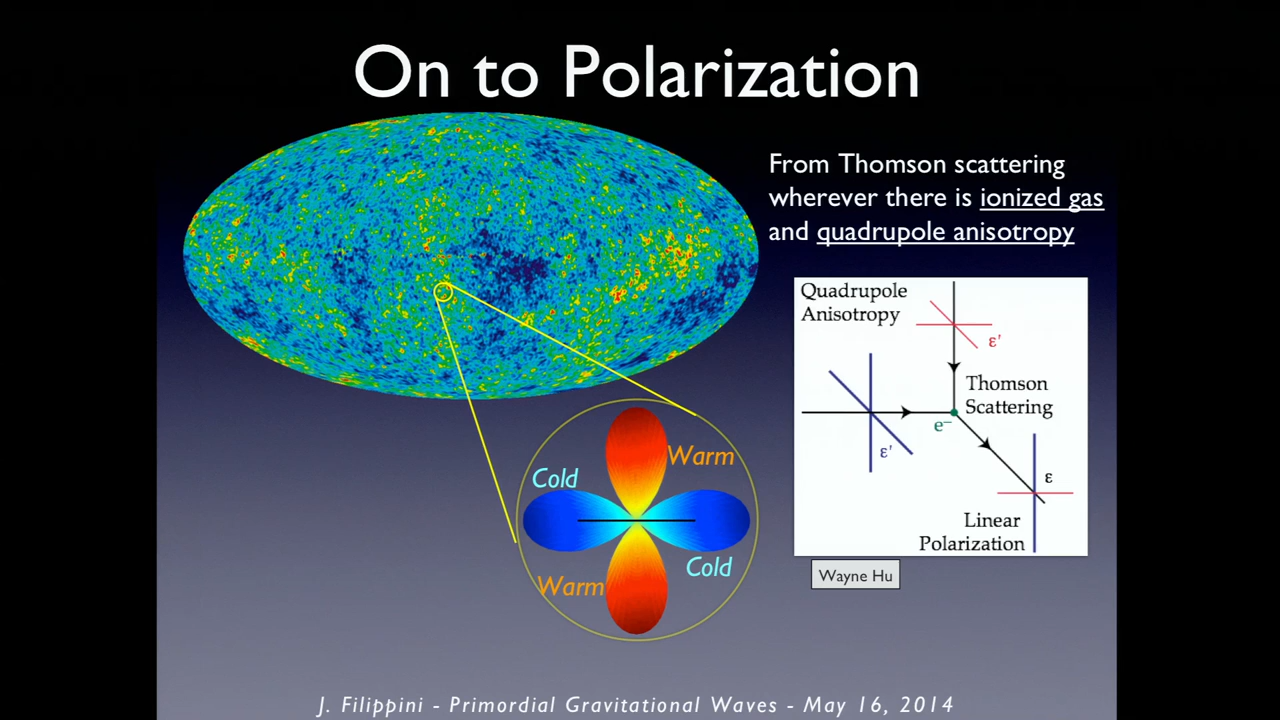 On to Polarization
From Thomson scattering
wherever there is ionized gas
and quadrupole anisotropy
Quadrupole
Anisotropy
ε'
Thomson
Scattering
e−
ε'
ε
Linear
Polarization
Wayne Hu
Warm
Cold
Cold
Warm
J. Filippini - Primordial Gravitational Waves - May 16, 2014